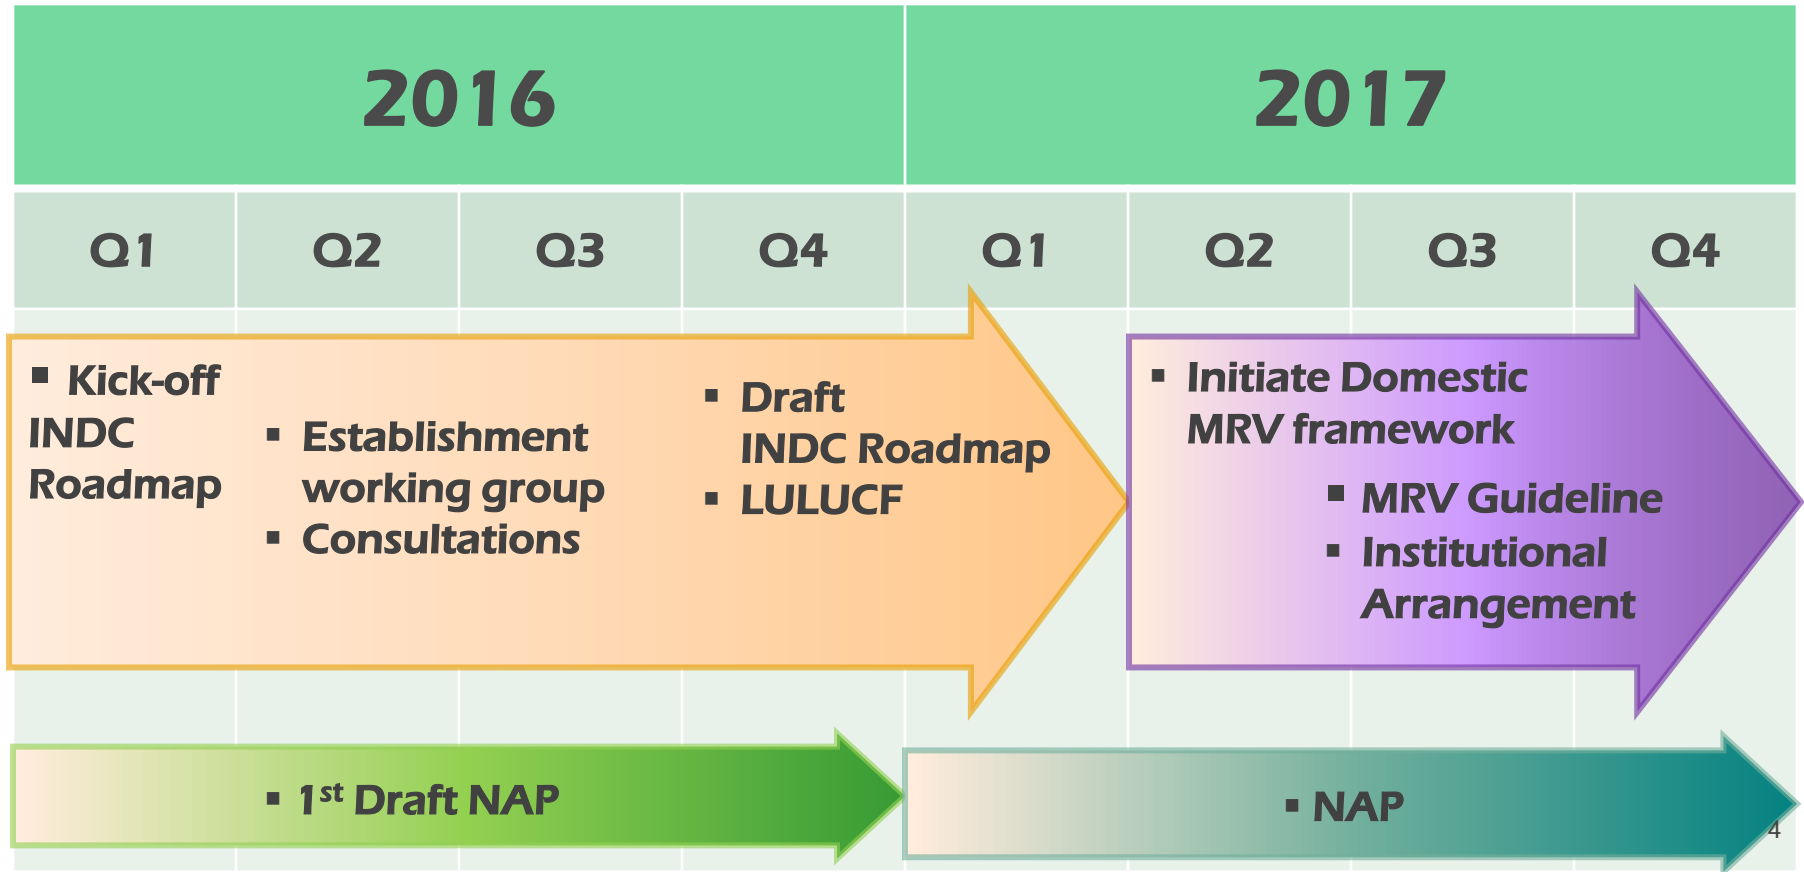 2016
2017
Q1
Q2
Q3
Q4
Q1
Q2
Q3
Q4
▪ Kick-off
INDC
Roadmap
▪ Establishment
working group
▪ Consultations
▪ Draft
INDC Roadmap
▪ LULUCF
▪ Initiate Domestic
MRV framework
▪ MRV Guideline
▪ Institutional
Arrangement
▪ 1st Draft NAP
▪ NAP
4